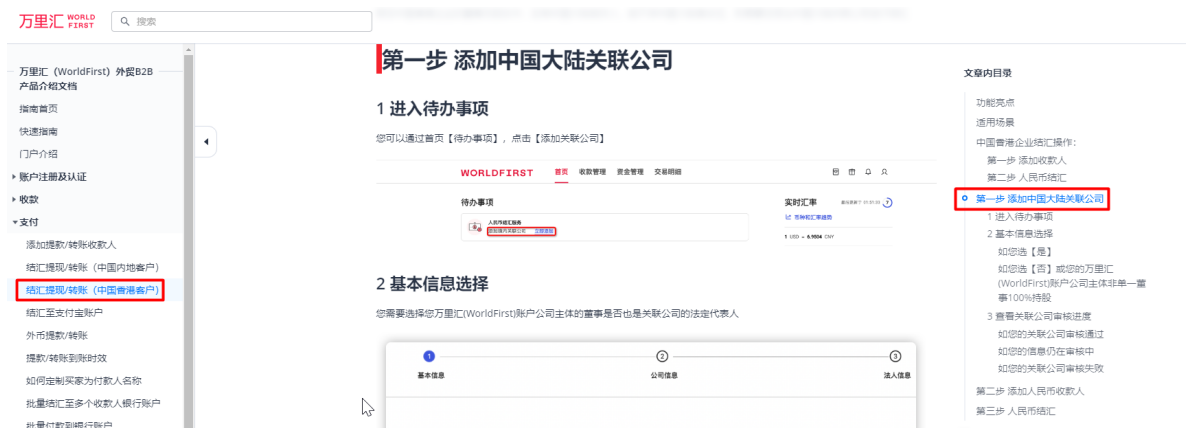 万里汇 WORLD FIRST
搜索
万里汇（WorldFirst）外贸B2B
产品介绍文档
指南首页
快速指南
门户介绍
账户注册及认证
收款
支付
添加提款/转账收款人
结汇提现/转账（中国内地客户）
结汇提现/转账（中国香港客户）
结汇至支付宝账户
外币提款/转账
提款/转账到账时效
如何定制买家为付款人名称
批量结汇至多个收款人银行账户
批量付款到银行账户
第一步 添加中国大陆关联公司
1 进入待办事项
您可以通过首页【待办事项】，点击【添加关联公司】
WORLDFIRST 首页 收款管理 资金管理 交易明细
待办事项
人民币结汇服务
添加境内关联公司 立即添加
实时汇率
7
币种和汇率趋势
1 USD = 6.9504 CNY
2 基本信息选择
您需要选择您万里汇(WorldFirst)账户公司主体的董事是否也是关联公司的法定代表人
1 2 3
基本信息 公司信息 法人信息
文章内目录
功能亮点
适用场景
中国香港企业结汇操作：
第一步 添加收款人
第二步 人民币结汇
第一步 添加中国大陆关联公司
1 进入待办事项
2 基本信息选择
如您选【是】
如您选【否】或您的万里汇
(WorldFirst)账户公司主体非单一董
事100%持股
3 查看关联公司审核进度
如您的关联公司审核通过
如您的信息仍在审核中
如您的关联公司审核失败
第二步 添加人民币收款人
第三步 人民币结汇